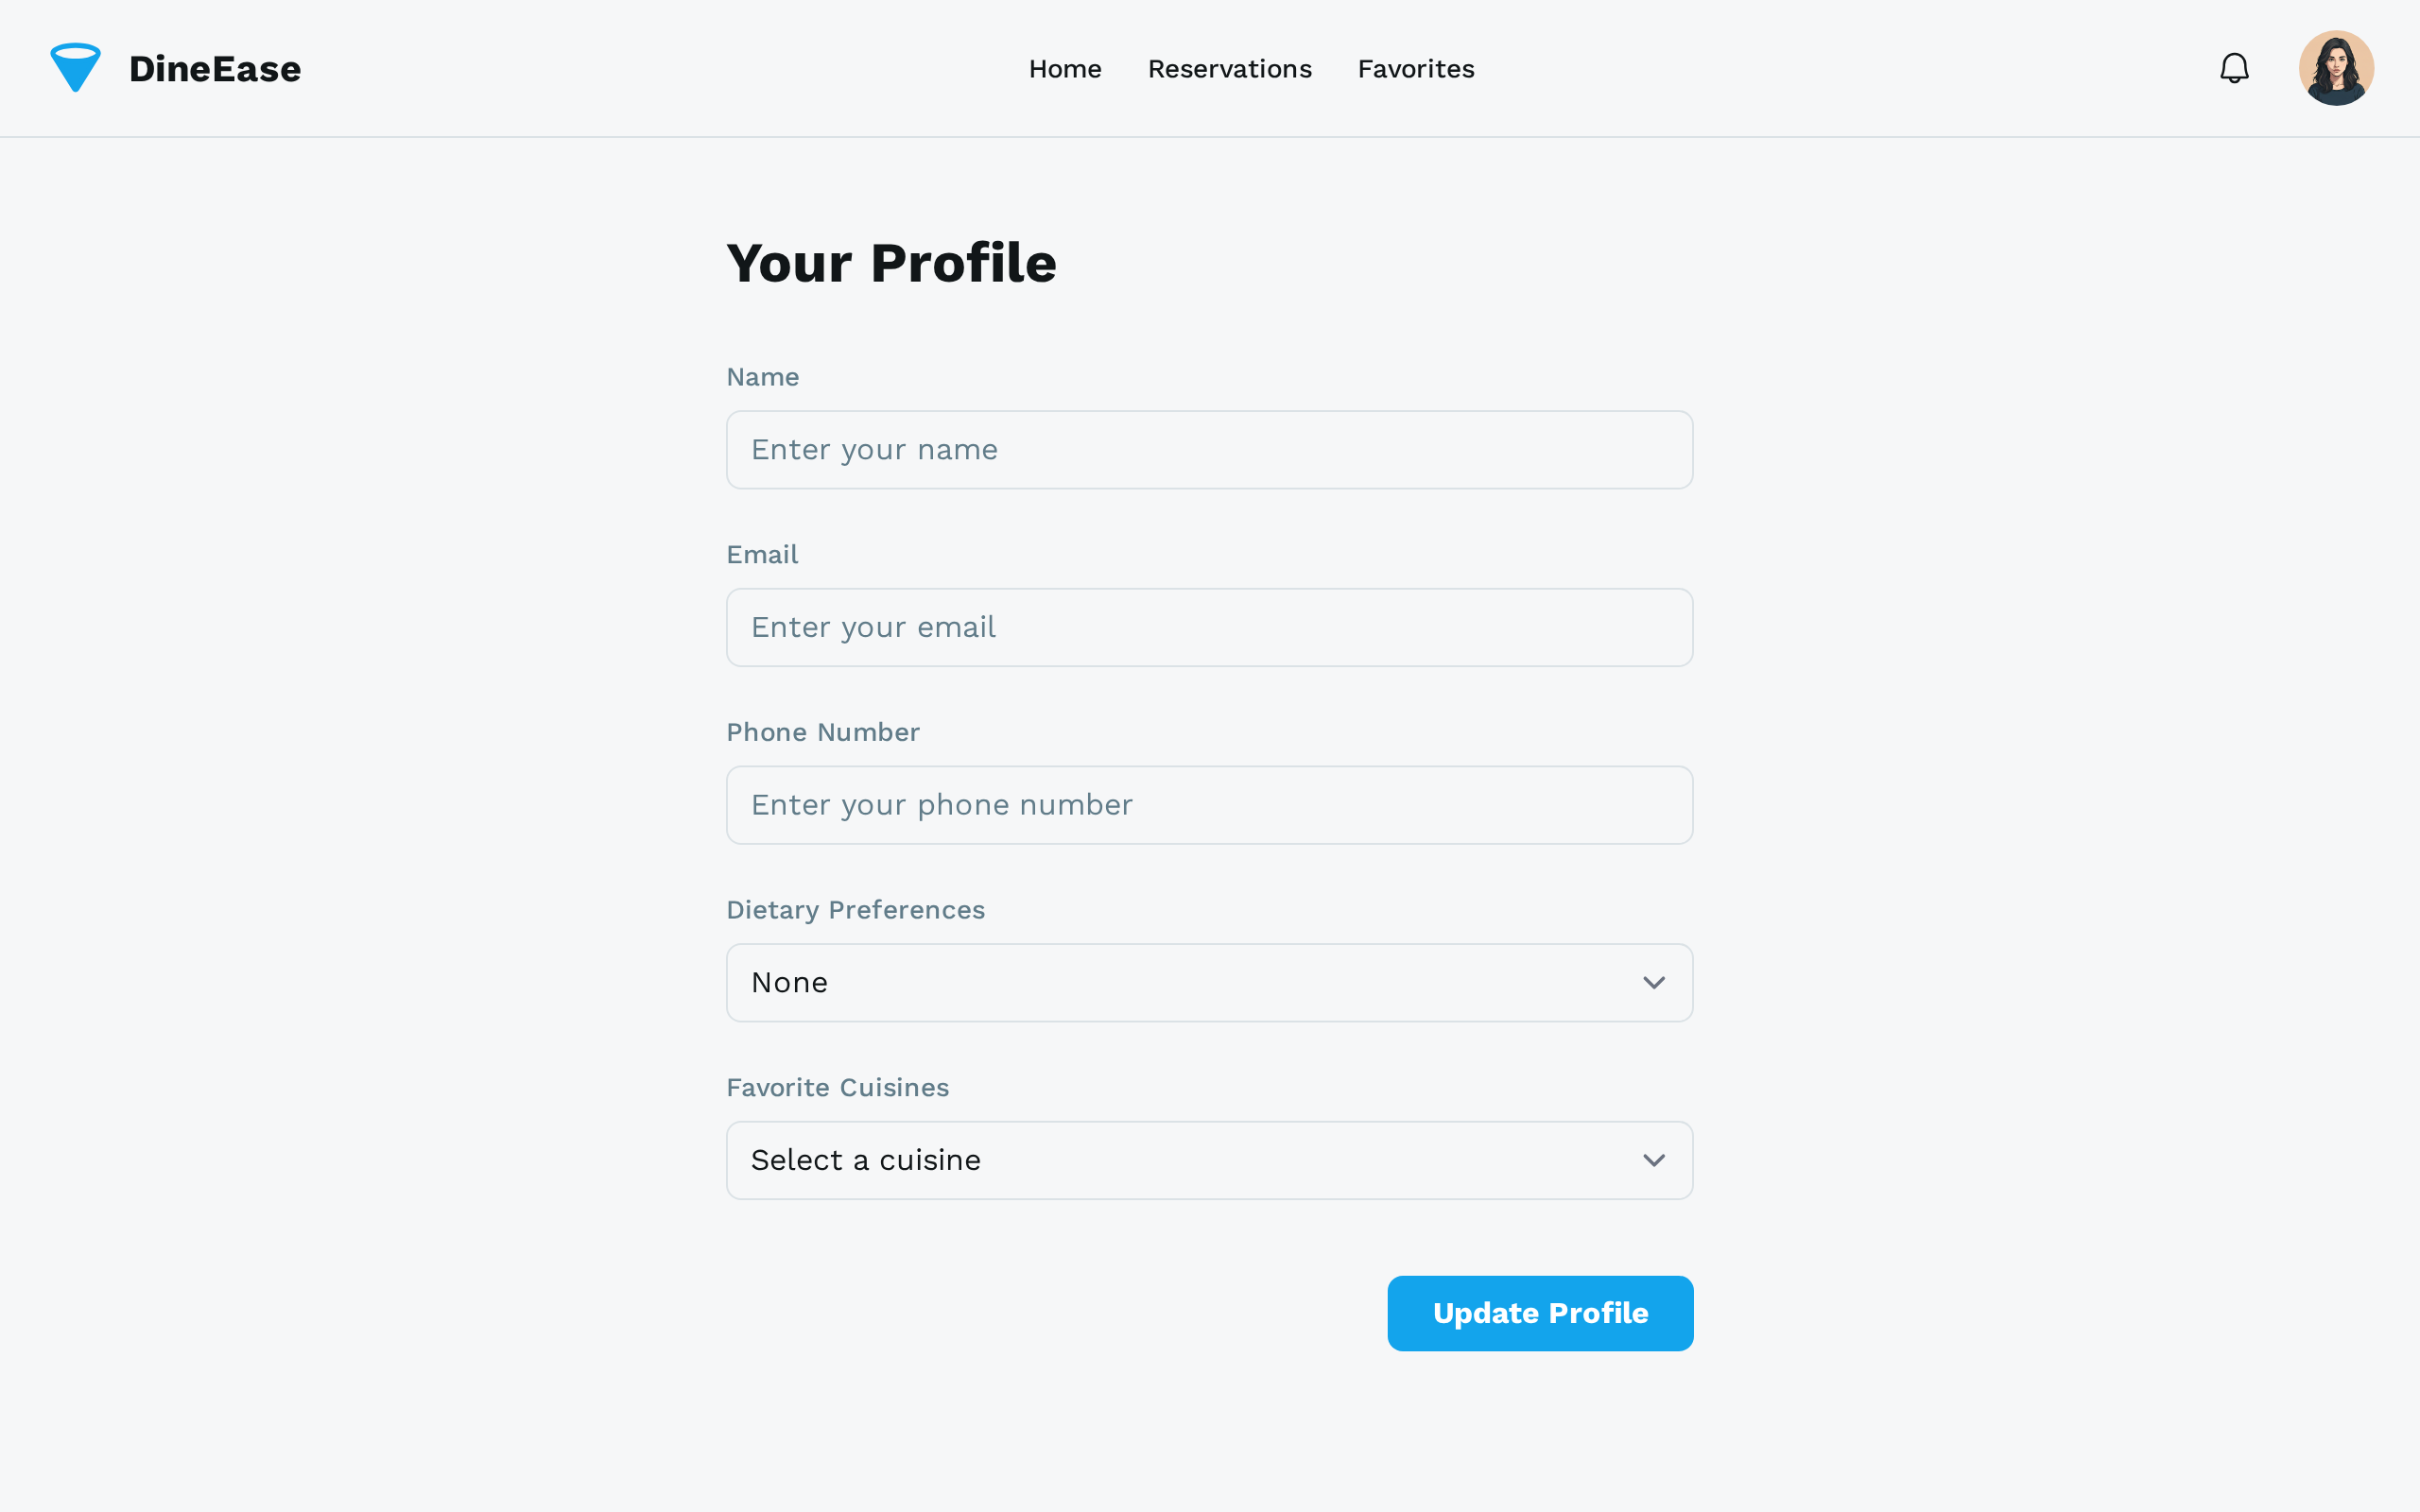 DineEase
Home
Reservations
Favorites
Your Profile
Name
Enter your name
Email
Enter your email
Phone Number
Enter your phone number
Dietary Preferences
None
Favorite Cuisines
Select a cuisine
Update Profile